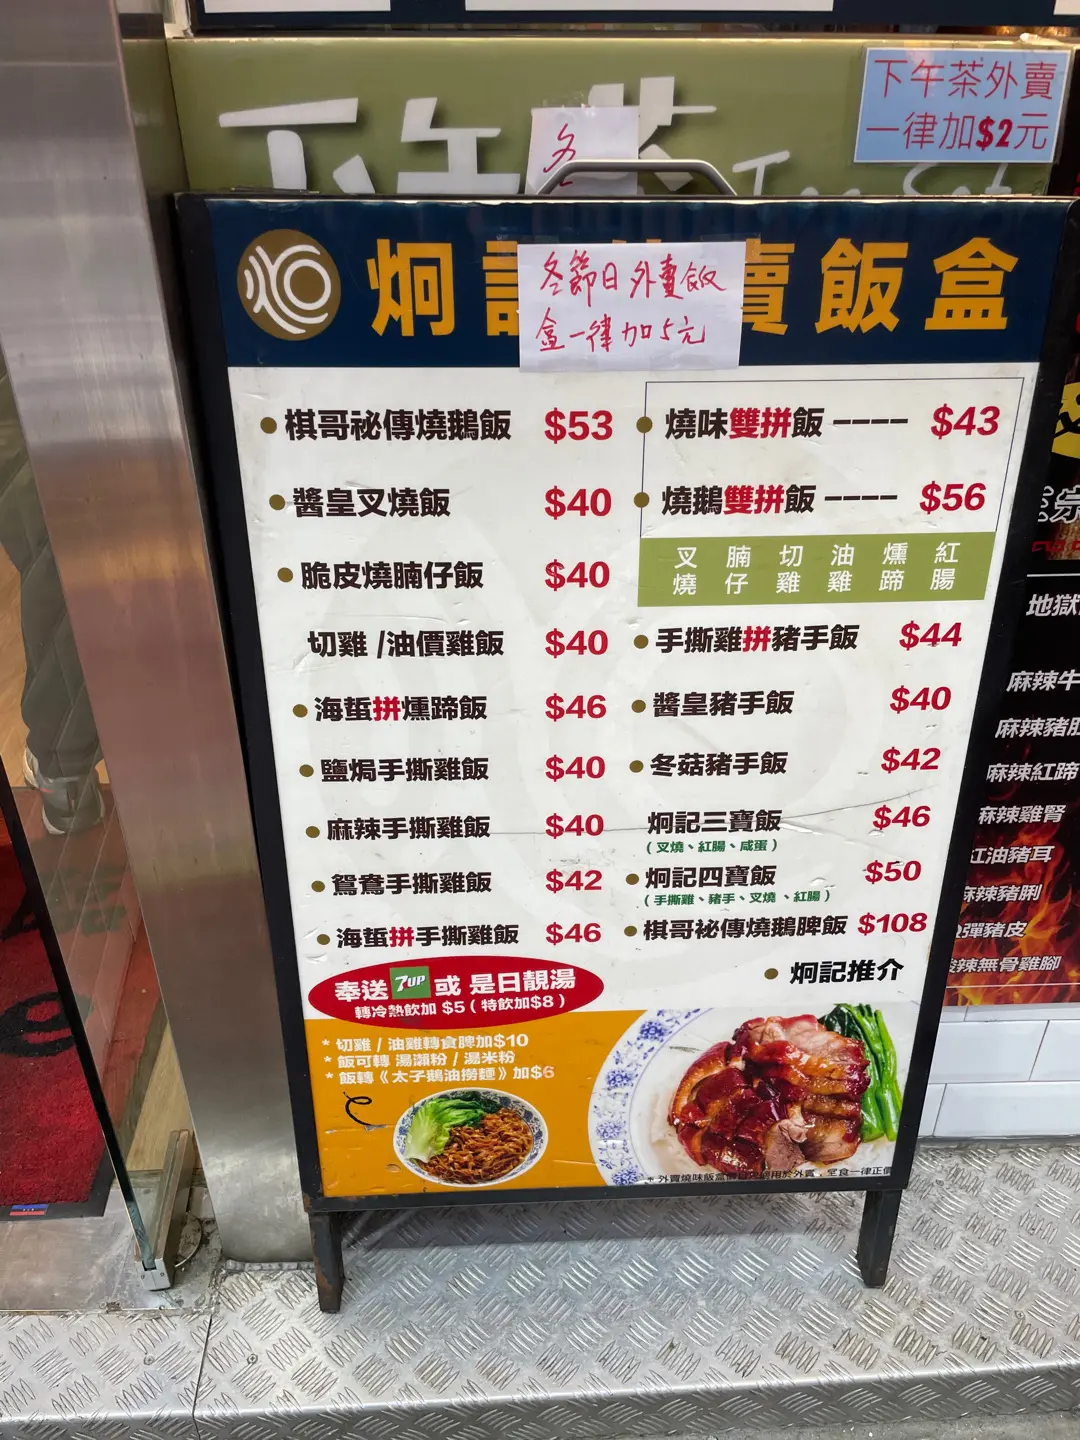 下午茶外賣
一律加$2元
下午茶 Tea Set
冬
炯記外賣飯盒
冬節日外賣飯
盒一律加5元
棋哥祕傳燒鵝飯 $53
醬皇叉燒飯 $40
脆皮燒腩仔飯 $40
切雞 /油價雞飯 $40
海蜇拼燻蹄飯 $46
鹽焗手撕雞飯 $40
麻辣手撕雞飯 $40
鴛鴦手撕雞飯 $42
海蜇拼手撕雞飯 $46
燒味雙拼飯 ---- $43
燒鵝雙拼飯 ---- $56
叉燒 腩仔 切雞 油雞 燻蹄 紅腸
手撕雞拼豬手飯 $44
醬皇豬手飯 $40
冬菇豬手飯 $42
炯記三寶飯 $46
(叉燒、紅腸、咸蛋)
炯記四寶飯 $50
(手撕雞、豬手、叉燒、紅腸)
棋哥祕傳燒鵝脾飯 $108
炯記推介
奉送 7UP 或 是日靚湯
轉冷熱飲加 $5 (特飲加$8)
* 切雞 / 油雞轉食脾加$10
* 飯可轉 湯瀨粉 / 湯米粉
* 飯轉《太子鵝油撈麵》加$6
地獄
麻辣牛
麻辣豬肚
麻辣紅蹄
麻辣雞腎
紅油豬耳
麻辣豬脷
彈豬皮
酸辣無骨雞腳